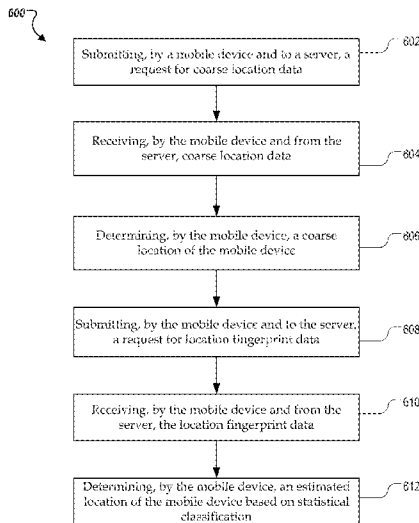 600
Submitting, by a mobile device and to a server, a
request for coarse location data
602
Receiving, by the mobile device and from the
server, coarse location data
604
Determining, by the mobile device, a coarse
location of the mobile device
606
Submitting, by the mobile device and to the server,
a request for location fingerprint data
608
Receiving, by the mobile device and from the
server, the location fingerprint data
610
Determining, by the mobile device, an estimated
location of the mobile device based on statistical
classification
612